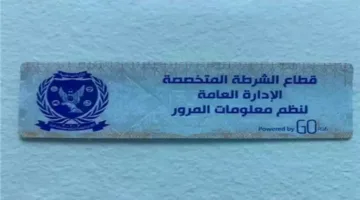 قطاع الشرطة المتخصصة
الإدارة العامة
لنظم معلومات المرور
Powered by GO